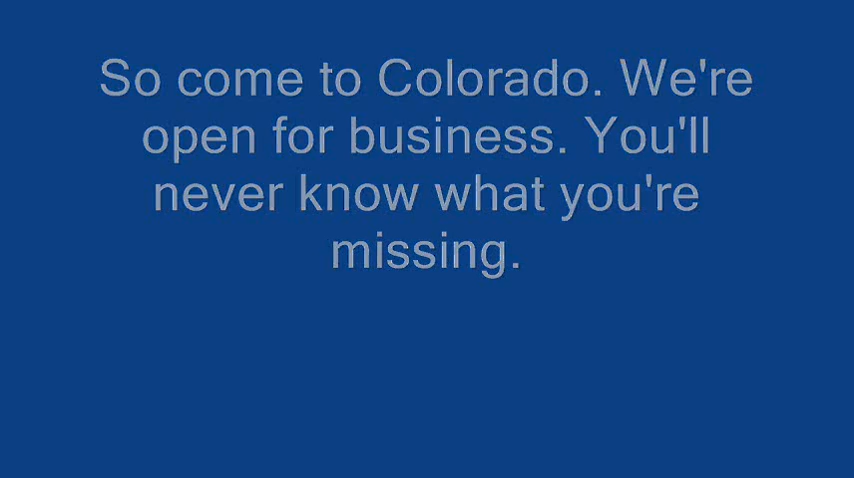 So come to Colorado. We're
open for business. You'll
never know what you're
missing.